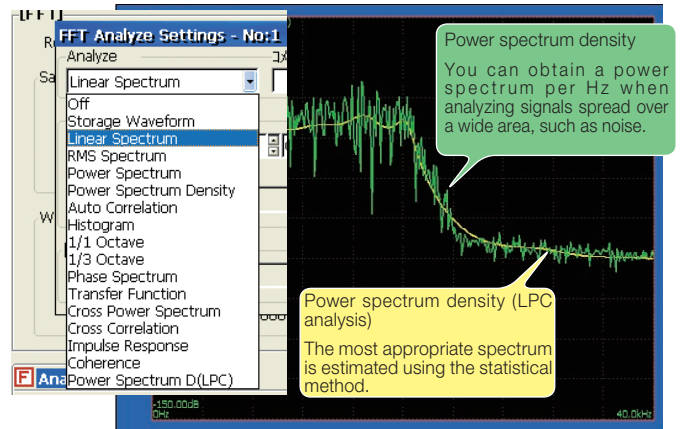 [FFT]
FFT Analyze Settings - No:1
Analyze
Linear Spectrum
Off
Storage Waveform
Linear Spectrum
RMS Spectrum
Power Spectrum
Power Spectrum Density
Auto Correlation
Histogram
1/1 Octave
1/3 Octave
Phase Spectrum
Transfer Function
Cross Power Spectrum
Cross Correlation
Impulse Response
Coherence
Power Spectrum D(LPC)
Sa
W
F Ana
Power spectrum density
You can obtain a power
spectrum per Hz when
analyzing signals spread over
a wide area, such as noise.
Power spectrum density (LPC
analysis)
The most appropriate spectrum
is estimated using the statistical
method.
-150.00dB
0Hz
40.0kHz